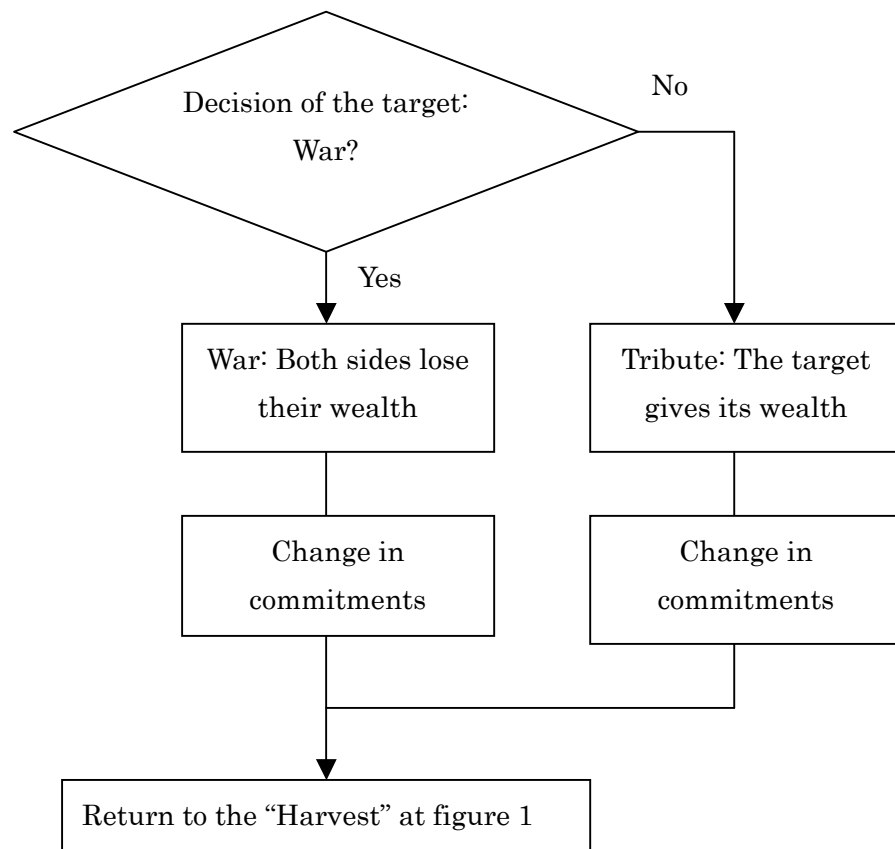 Decision of the target:
War?
No
Yes
War: Both sides lose
their wealth
Tribute: The target
gives its wealth
Change in
commitments
Change in
commitments
Return to the “Harvest” at figure 1